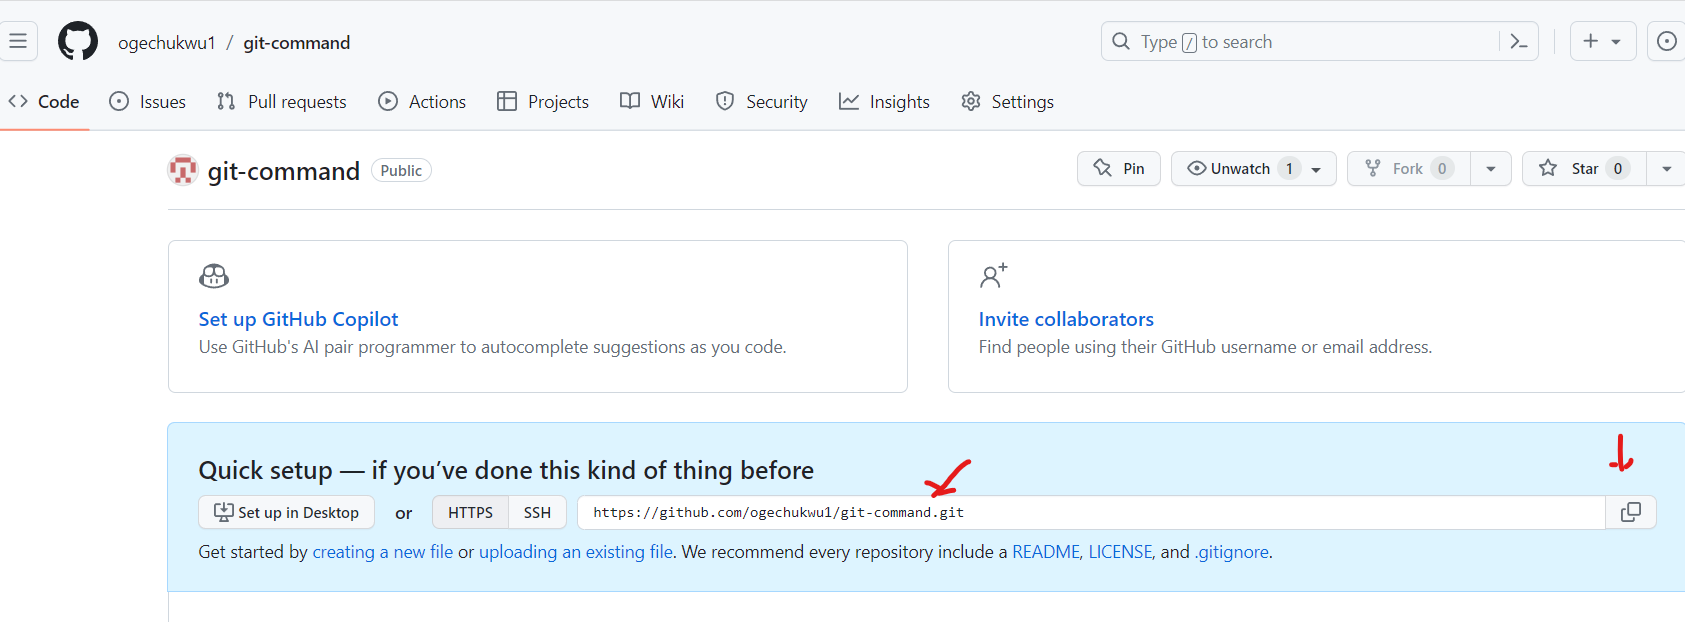 ogechukwu1 / git-command
Type / to search
Code Issues Pull requests Actions Projects Wiki Security Insights Settings
git-command Public
Pin Unwatch 1 Fork 0 Star 0
Set up GitHub Copilot
Use GitHub's AI pair programmer to autocomplete suggestions as you code.
Invite collaborators
Find people using their GitHub username or email address.
Quick setup — if you’ve done this kind of thing before
Set up in Desktop or HTTPS SSH https://github.com/ogechukwu1/git-command.git
Get started by creating a new file or uploading an existing file. We recommend every repository include a README, LICENSE, and .gitignore.